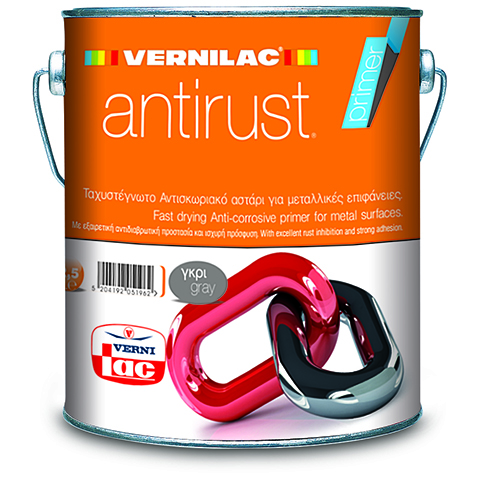 VERNILAC®
antirust®
primer
Ταχυστέγνωτο Αντισκωριακό αστάρι για μεταλλικές επιφάνειες.
Fast drying Anti-corrosive primer for metal surfaces.
Με εξαιρετική αντιδιαβρωτική προστασία και ισχυρή πρόσφυση. With excellent rust inhibition and strong adhesion.
γκρι
gray
5 204192 051962
VERNI
lac